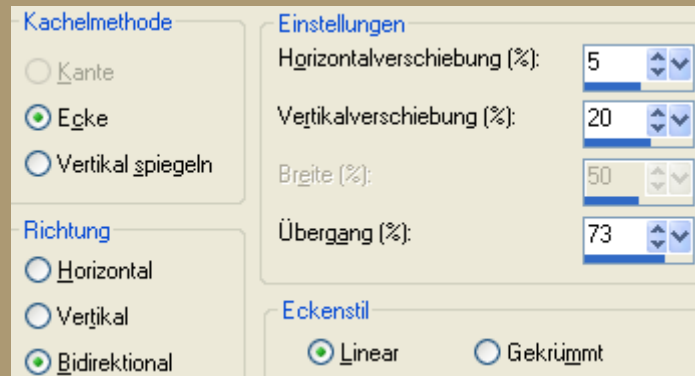 Kachelmethode
Kante
Ecke
Vertikal spiegeln
Richtung
Horizontal
Vertikal
Bidirektional
Einstellungen
Horizontalverschiebung (%): 5
Vertikalverschiebung (%): 20
Breite (%): 50
Übergang (%): 73
Eckenstil
Linear Gekrümmt